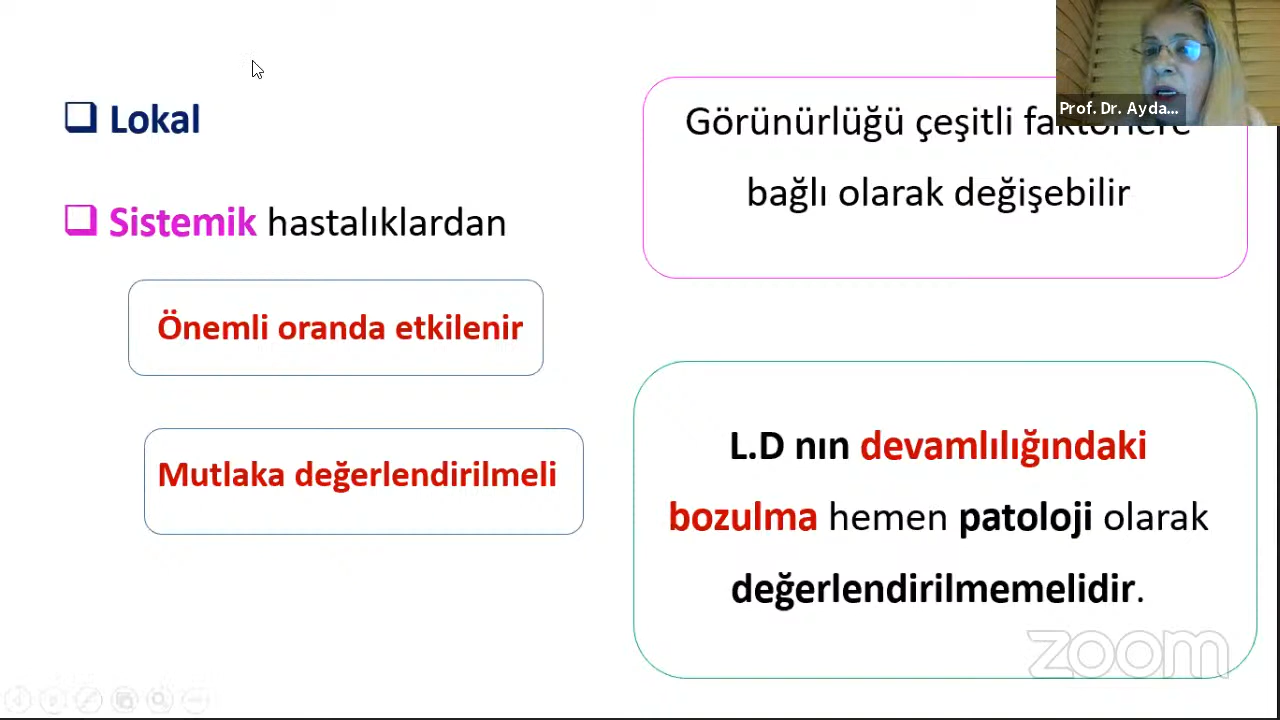 Lokal
Sistemik hastalıklardan
Önemli oranda etkilenir
Mutlaka değerlendirilmeli
Prof. Dr. Ayda...
Görünürlüğü çeşitli faktörlere
bağlı olarak değişebilir
L.D nın devamlılığındaki
bozulma hemen patoloji olarak
değerlendirilmemelidir.
zoom